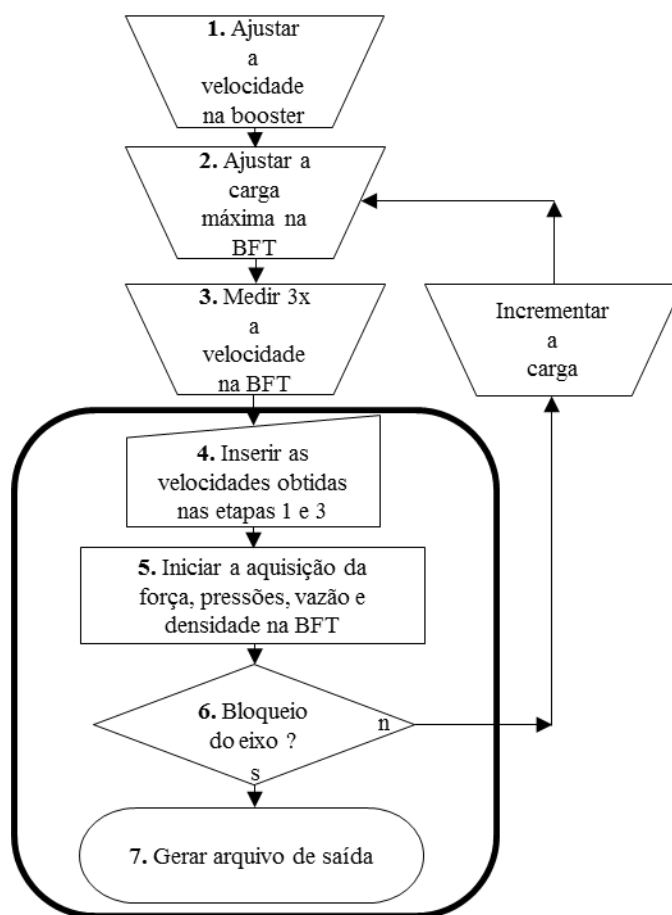 1. Ajustar
a
velocidade
na booster
2. Ajustar a
carga
máxima na
BFT
3. Medir 3x
a
velocidade
na BFT
Incrementar
a
carga
4. Inserir as
velocidades obtidas
nas etapas 1 e 3
5. Iniciar a aquisição da
força, pressões, vazão e
densidade na BFT
6. Bloqueio
do eixo ?
n
s
7. Gerar arquivo de saída